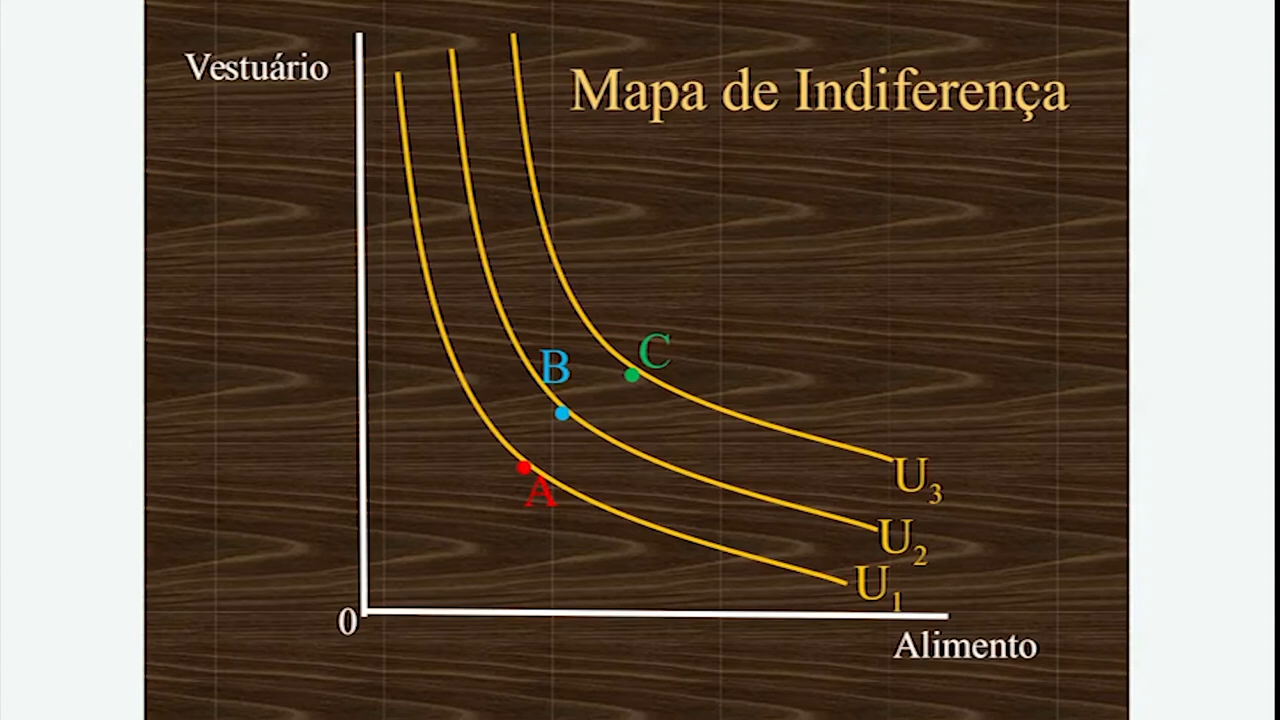 Vestuário
Mapa de Indiferença
B
C
A
U3
U2
U1
0
Alimento